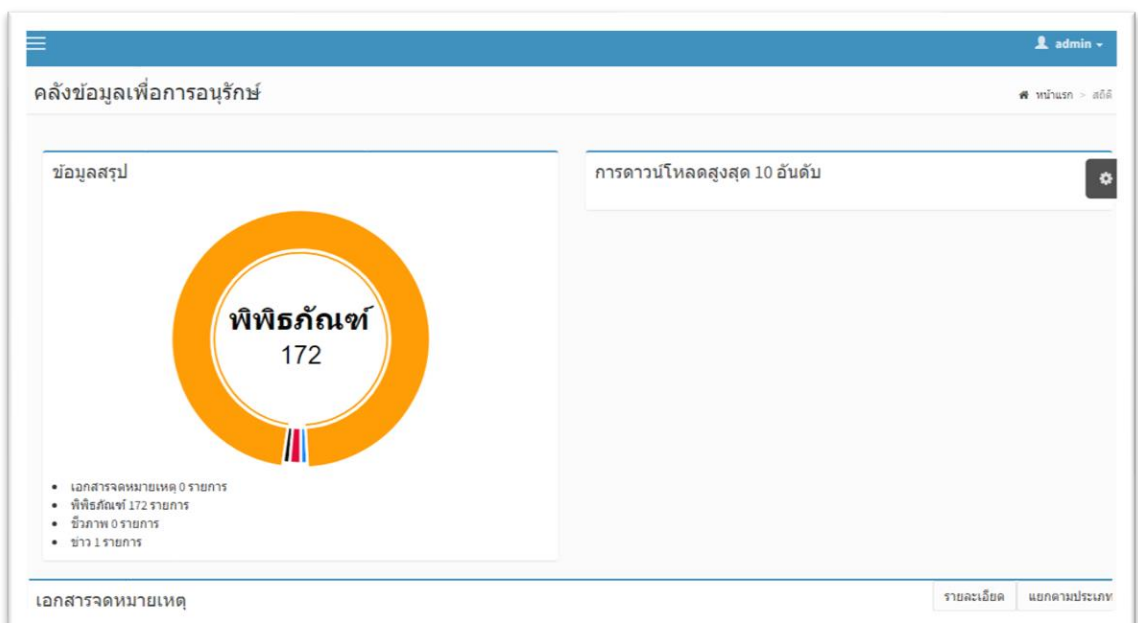 admin
คลังข้อมูลเพื่อการอนุรักษ์
หน้าแรก > สถิติ
ข้อมูลสรุป
การดาวน์โหลดสูงสุด 10 อันดับ
พิพิธภัณฑ์
172
เอกสารจดหมายเหตุ 0 รายการ
พิพิธภัณฑ์ 172 รายการ
ชีวภาพ 0 รายการ
ข่าว 1 รายการ
เอกสารจดหมายเหตุ
รายละเอียด แยกตามประเภท